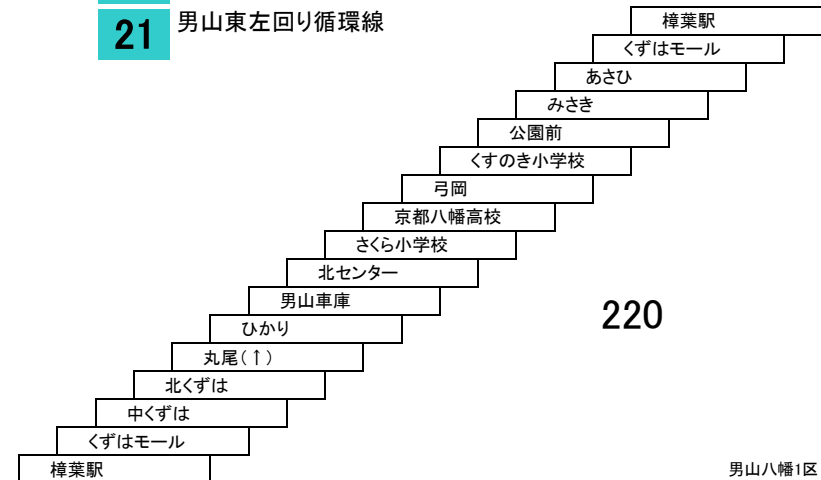 21
男山東左回り循環線
樟葉駅
くずはモール
あさひ
みさき
公園前
くすのき小学校
弓岡
京都八幡高校
さくら小学校
北センター
男山車庫
ひかり
丸尾(↑)
北くずは
中くずは
くずはモール
樟葉駅
220
男山八幡1区